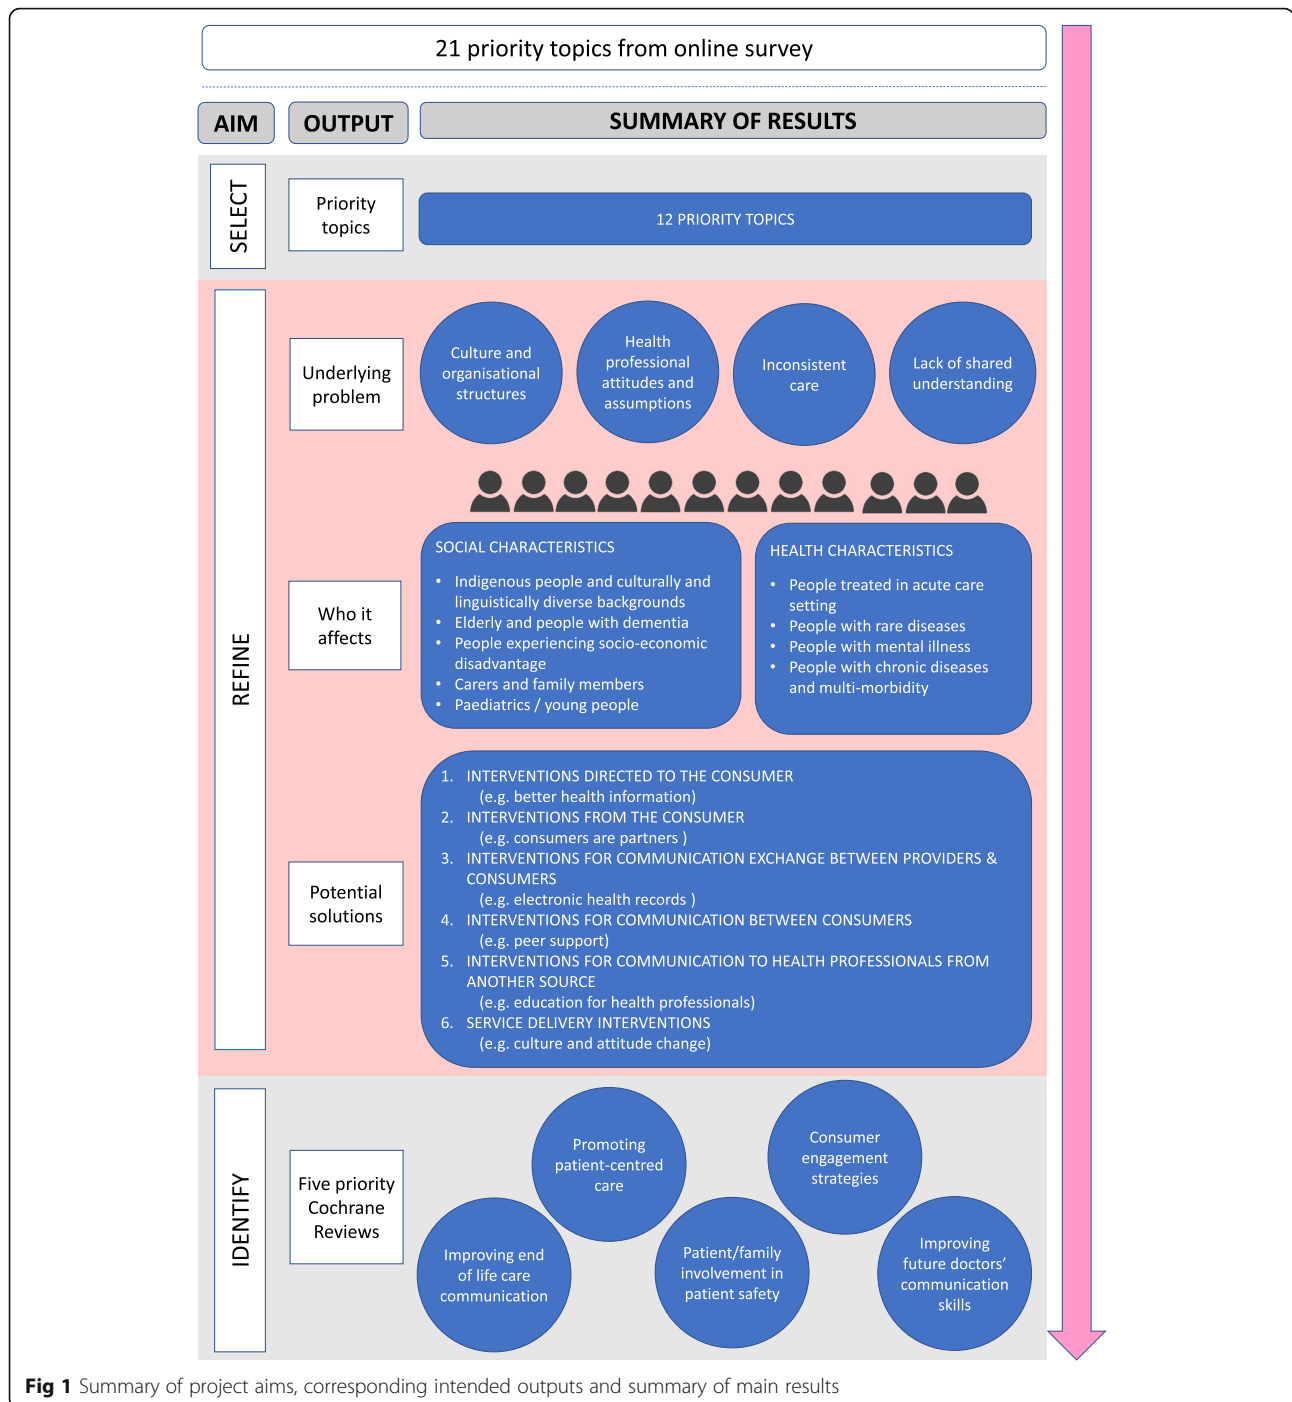 21 priority topics from online survey
AIM
OUTPUT
SUMMARY OF RESULTS
SELECT
Priority
topics
12 PRIORITY TOPICS
REFINE
Underlying
problem
Culture and
organisational
structures
Health
professional
attitudes and
assumptions
Inconsistent
care
Lack of shared
understanding
Who it
affects
SOCIAL CHARACTERISTICS
• Indigenous people and culturally and
linguistically diverse backgrounds
• Elderly and people with dementia
• People experiencing socio-economic
disadvantage
• Carers and family members
• Paediatrics / young people
HEALTH CHARACTERISTICS
• People treated in acute care
setting
• People with rare diseases
• People with mental illness
• People with chronic diseases
and multi-morbidity
Potential
solutions
1. INTERVENTIONS DIRECTED TO THE CONSUMER
(e.g. better health information)
2. INTERVENTIONS FROM THE CONSUMER
(e.g. consumers are partners )
3. INTERVENTIONS FOR COMMUNICATION EXCHANGE BETWEEN PROVIDERS &
CONSUMERS
(e.g. electronic health records )
4. INTERVENTIONS FOR COMMUNICATION BETWEEN CONSUMERS
(e.g. peer support)
5. INTERVENTIONS FOR COMMUNICATION TO HEALTH PROFESSIONALS FROM
ANOTHER SOURCE
(e.g. education for health professionals)
6. SERVICE DELIVERY INTERVENTIONS
(e.g. culture and attitude change)
IDENTIFY
Five priority
Cochrane
Reviews
Improving end
of life care
communication
Promoting
patient-centred
care
Patient/family
involvement in
patient safety
Consumer
engagement
strategies
Improving
future doctors’
communication
skills
Fig 1 Summary of project aims, corresponding intended outputs and summary of main results